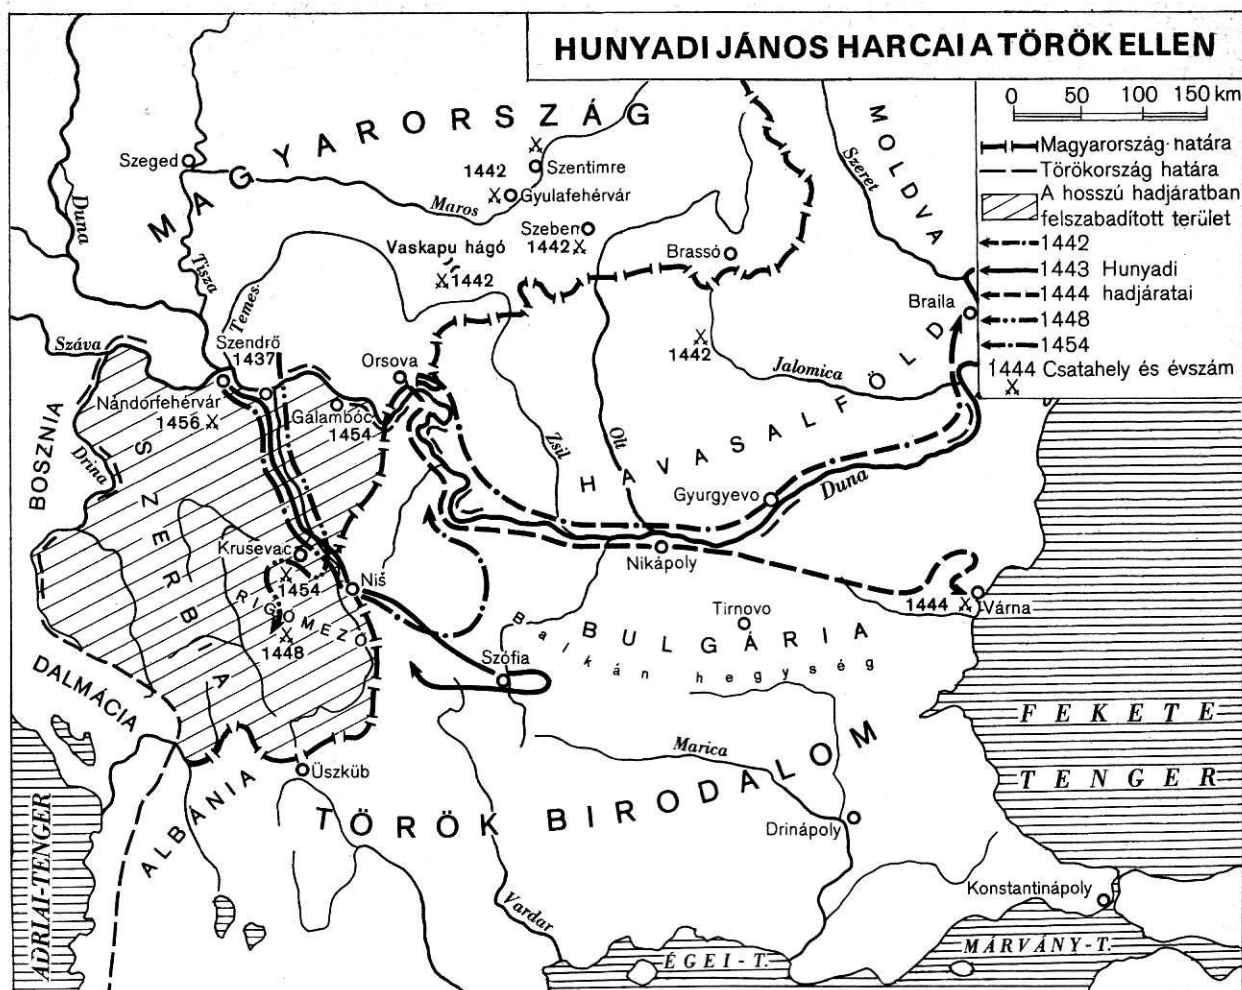 HUNYADI JÁNOS HARCAI A TÖRÖK ELLEN
0 50 100 150 km
Magyarország határa
Törökország határa
A hosszú hadjáratban
felszabadított terület
1442
1443 Hunyadi
1444 hadjáratai
1448
1454
1444 Csatahely és évszám
MAGYARORSZÁG
MOLDVA
Szeret
Szeged
Szentimre
1442
Gyulafehérvár
Maros
Duna
Tisza
Szeben
1442
Vaskapu hágó
1442
Brassó
Temes
Braila
Száva
Szendrő
1437
Orsova
1442
Jalomica
HAVASALFÖLD
Nándorfehérvár
1456
Galambóc
1454
BOSZNIA
Drina
SZERBIA
Zsil
Olt
Gyurgyevo
Duna
Krusevac
Nikápoly
1454
Niš
RIGÓMEZŐ
1448
1444
Várna
Tirnovo
BULGÁRIA
Balkán hegység
Szófia
DALMÁCIA
FEKETE
TENGER
Marica
Üszküb
ALBÁNIA
TÖRÖK BIRODALOM
Drinápoly
ADRIAI-TENGER
Vardar
Konstantinápoly
ÉGEI-T.
MÁRVÁNY-T.